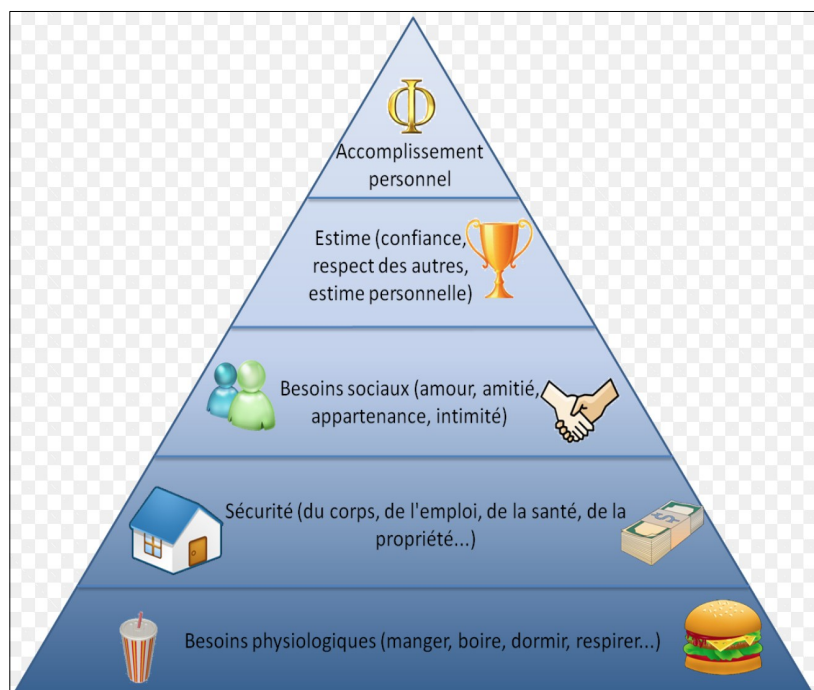 Φ
Accomplissement
personnel
Estime (confiance,
respect des autres,
estime personnelle)
Besoins sociaux (amour, amitié,
appartenance, intimité)
Sécurité (du corps, de l'emploi, de la santé, de la
propriété...)
Besoins physiologiques (manger, boire, dormir, respirer...)